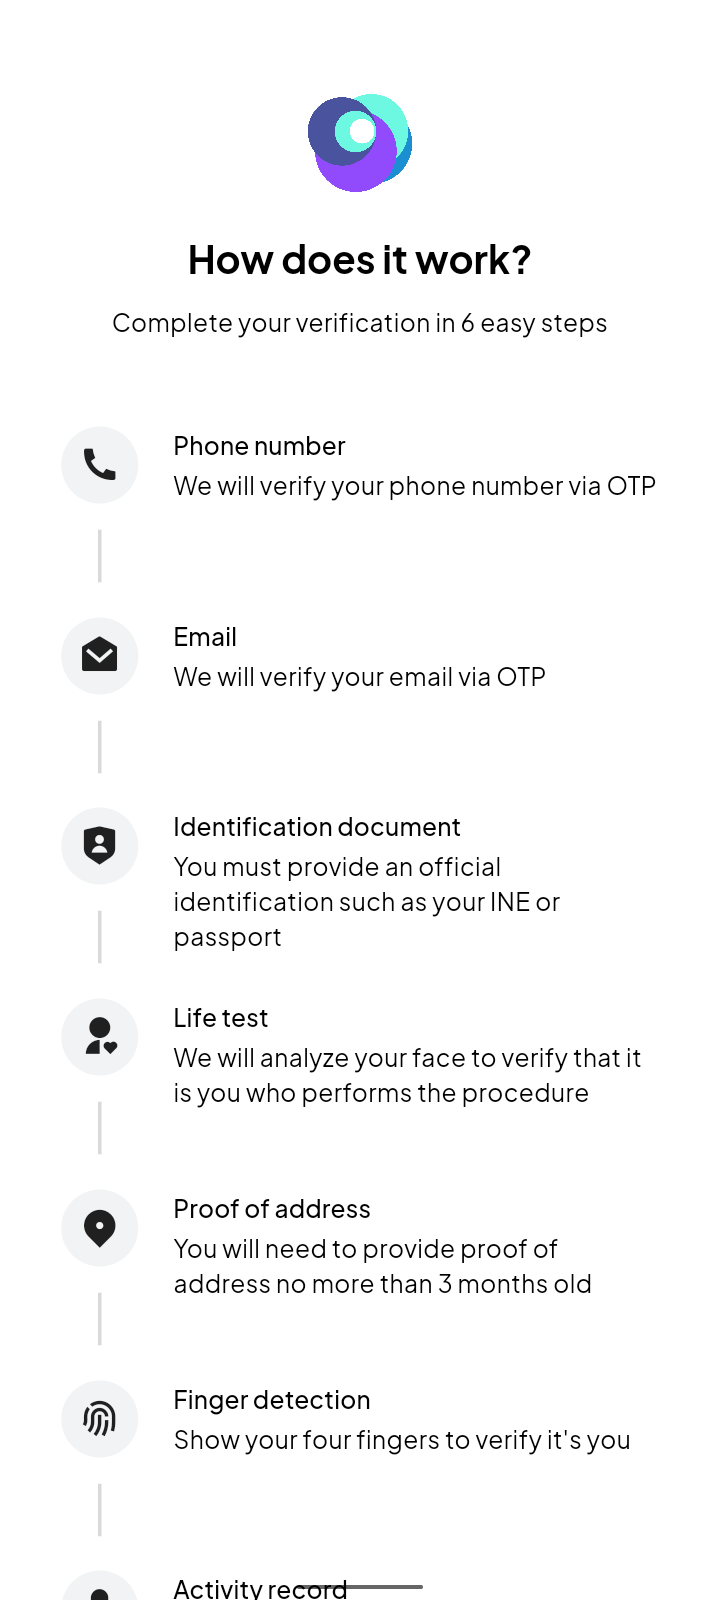 How does it work?
Complete your verification in 6 easy steps
Phone number
We will verify your phone number via OTP
Email
We will verify your email via OTP
Identification document
You must provide an official
identification such as your INE or
passport
Life test
We will analyze your face to verify that it
is you who performs the procedure
Proof of address
You will need to provide proof of
address no more than 3 months old
Finger detection
Show your four fingers to verify it's you
Activity record